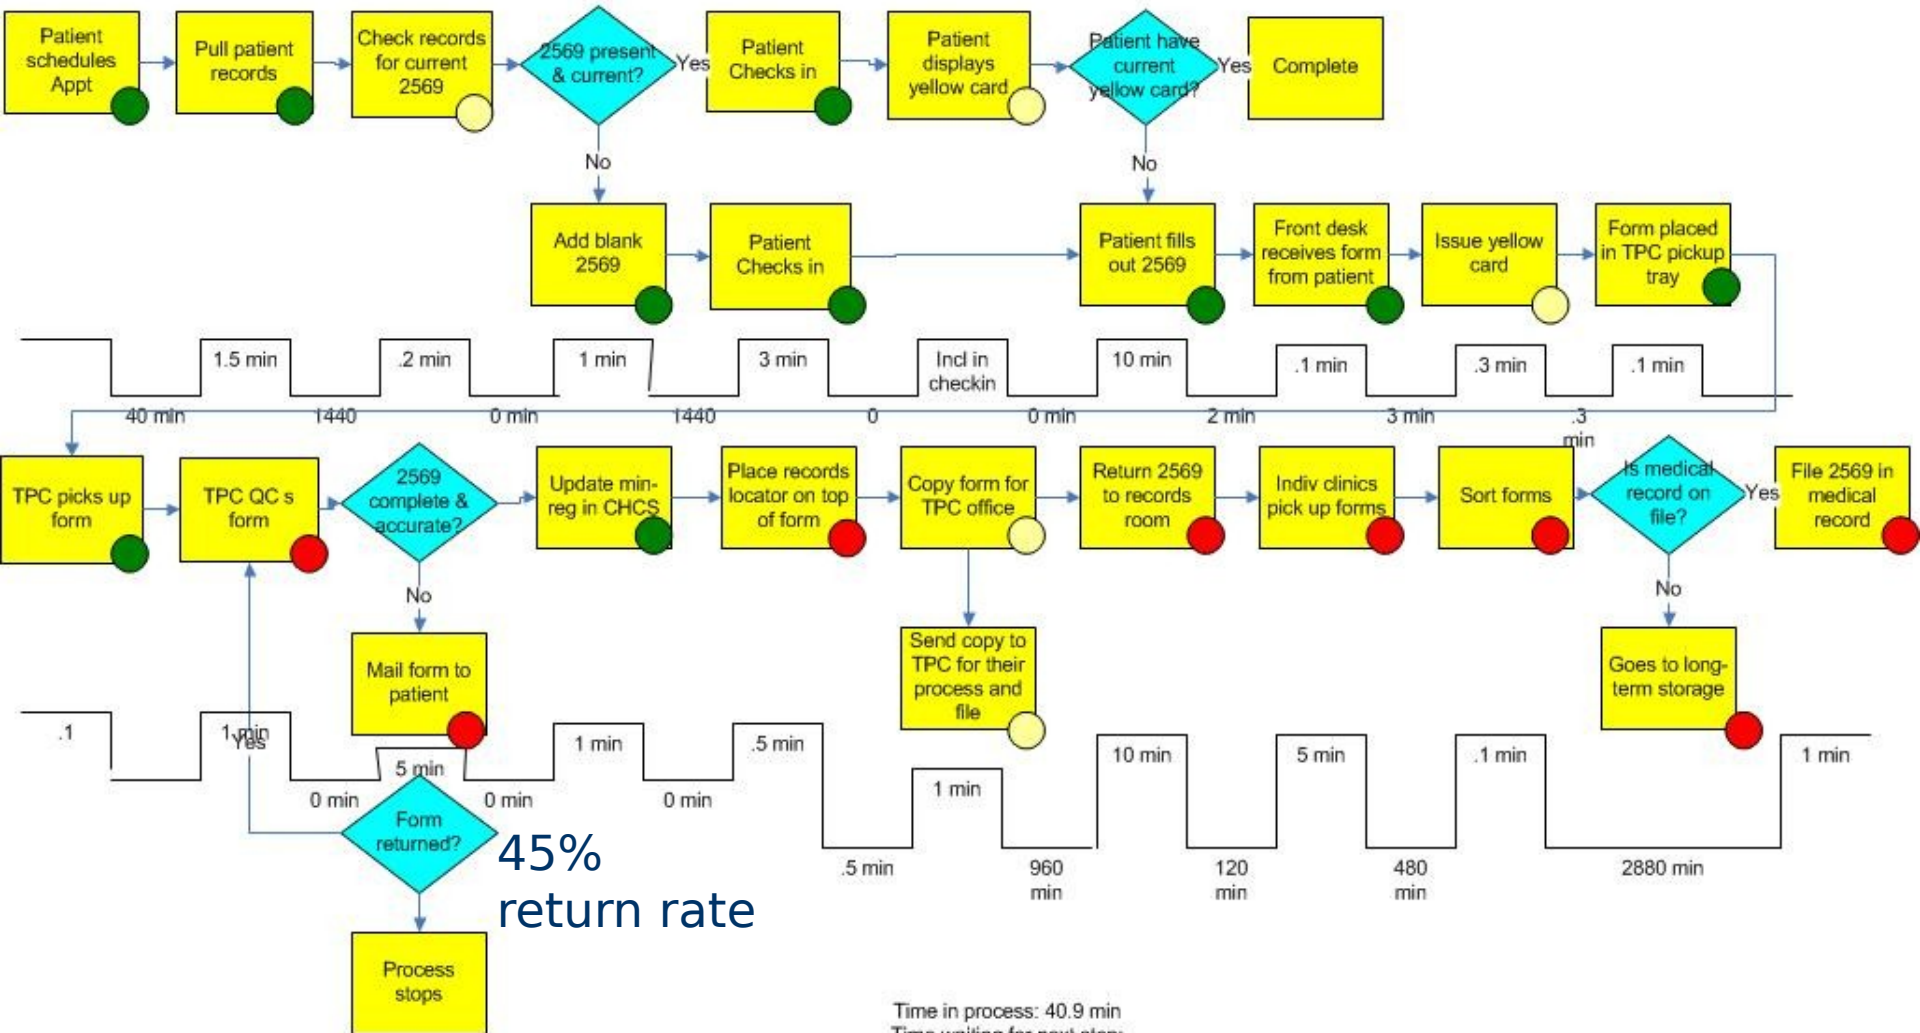 Patient
schedules
Appt
Pull patient
records
Check records
for current
2569
2569 present
& current?
Yes
Patient
Checks in
Patient
displays
yellow card
Patient have
current
yellow card?
Yes
Complete
No
No
Add blank
2569
Patient
Checks in
Patient fills
out 2569
Front desk
receives form
from patient
Issue yellow
card
Form placed
in TPC pickup
tray
1.5 min
.2 min
1 min
3 min
Incl in
checkin
10 min
.1 min
.3 min
.1 min
40 min
1440
0 min
1440
0
0 min
2 min
3 min
.3
min
TPC picks up
form
TPC QC s
form
2569
complete &
accurate?
Update min-
reg in CHCS
Place records
locator on top
of form
Copy form for
TPC office
Return 2569
to records
room
Indiv clinics
pick up forms
Sort forms
Is medical
record on
file?
Yes
File 2569 in
medical
record
No
No
Mail form to
patient
Send copy to
TPC for their
process and
file
Goes to long-
term storage
.1
1 min
Yes
5 min
1 min
.5 min
1 min
10 min
5 min
.1 min
1 min
0 min
0 min
0 min
.5 min
960
min
120
min
480
min
2880 min
Form
returned?
45%
return rate
Process
stops
Time in process: 40.9 min
Time waiting for next step: